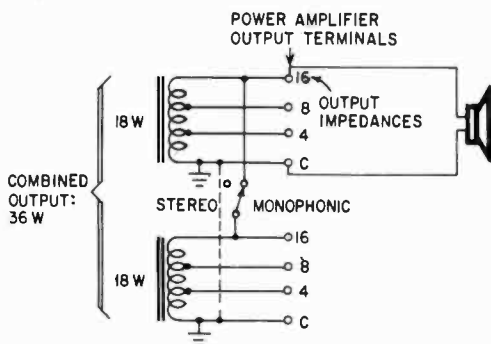 POWER AMPLIFIER
OUTPUT TERMINALS
16
OUTPUT
IMPEDANCES
8
4
C
18 W
COMBINED
OUTPUT:
36 W
STEREO
MONOPHONIC
16
8
4
C
18 W